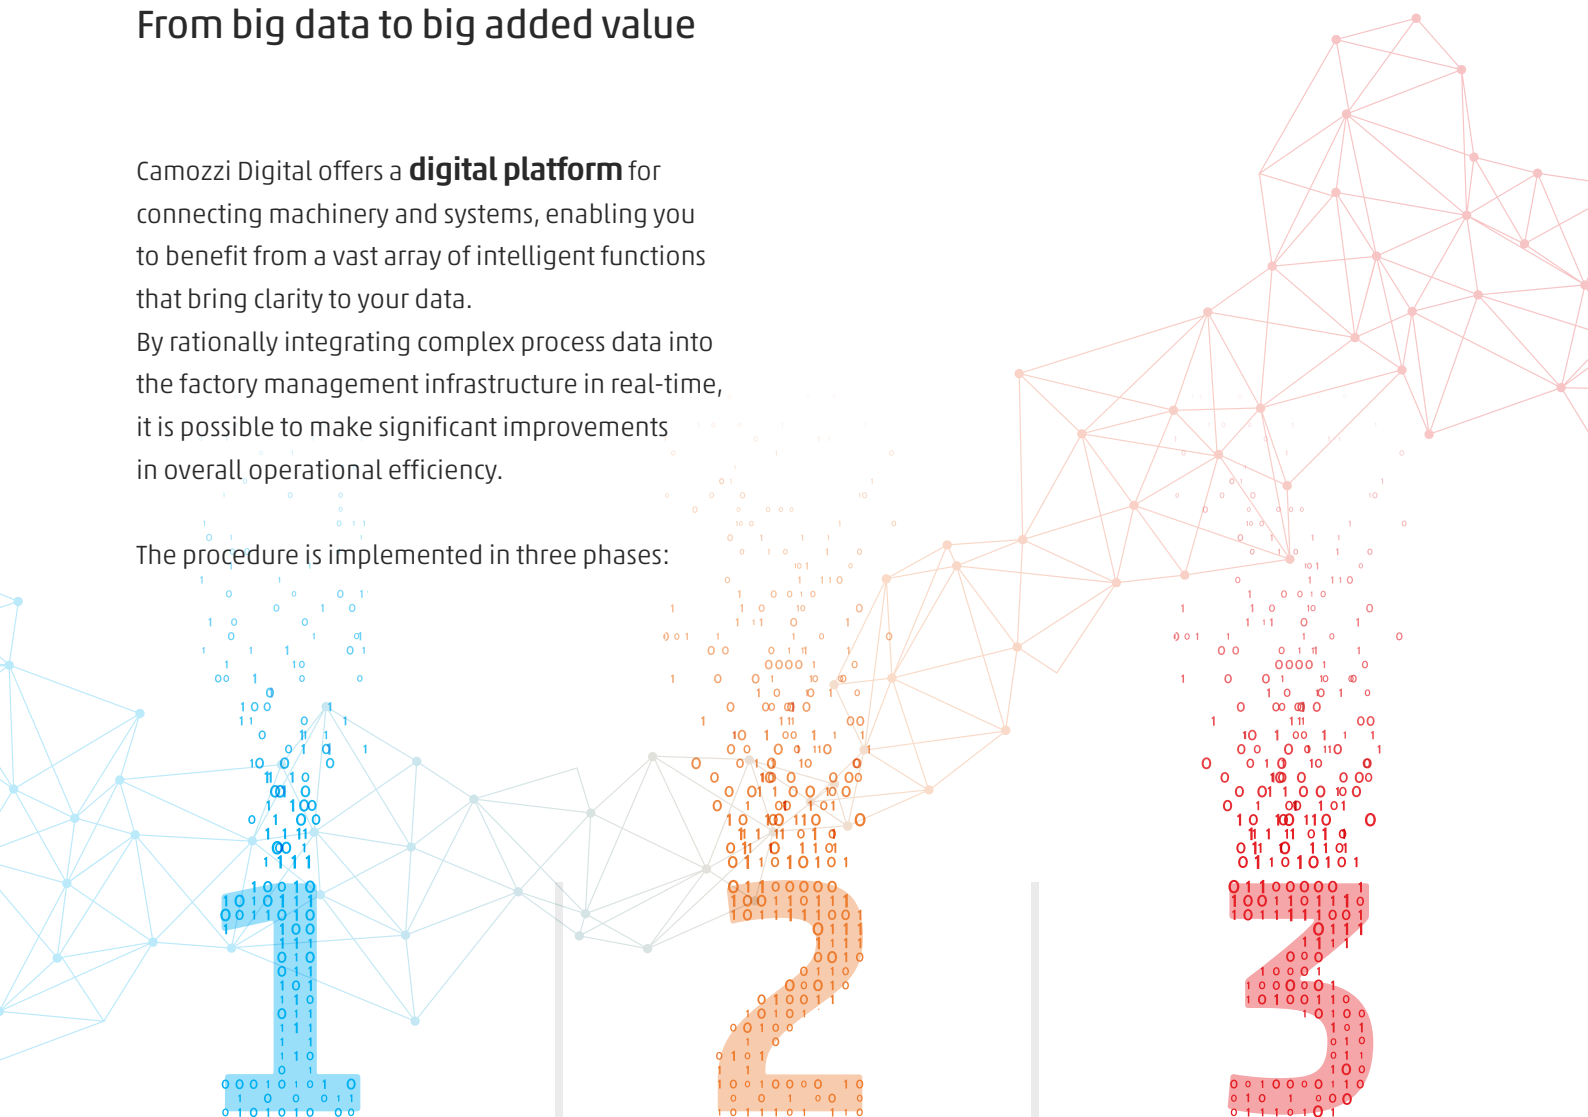 From big data to big added value
Camozzi Digital offers a digital platform for
connecting machinery and systems, enabling you
to benefit from a vast array of intelligent functions
that bring clarity to your data.
By rationally integrating complex process data into
the factory management infrastructure in real-time,
it is possible to make significant improvements
in overall operational efficiency.
The procedure is implemented in three phases:
1 2 3